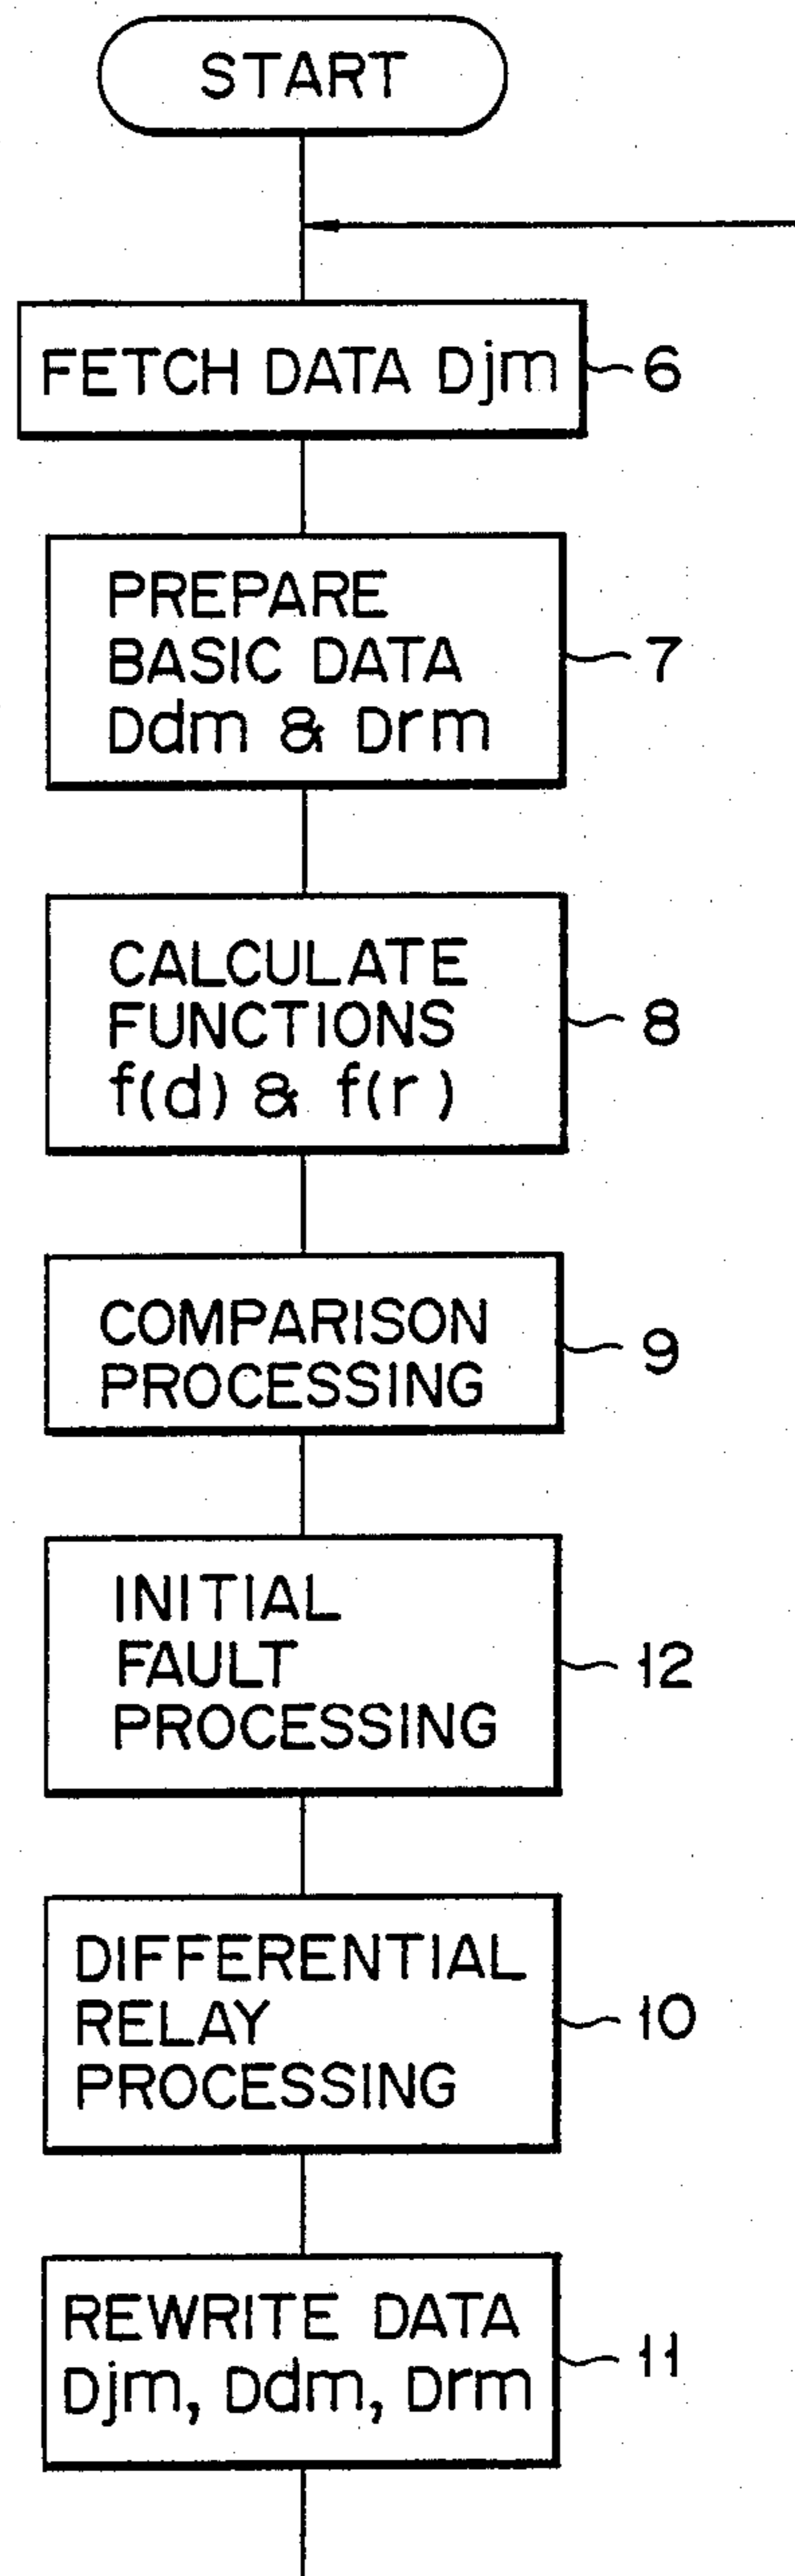 START
FETCH DATA Djm
6
PREPARE
BASIC DATA
Ddm & Drm
7
CALCULATE
FUNCTIONS
f(d) & f(r)
8
COMPARISON
PROCESSING
9
INITIAL
FAULT
PROCESSING
12
DIFFERENTIAL
RELAY
PROCESSING
10
REWRITE DATA
Djm, Ddm, Drm
11